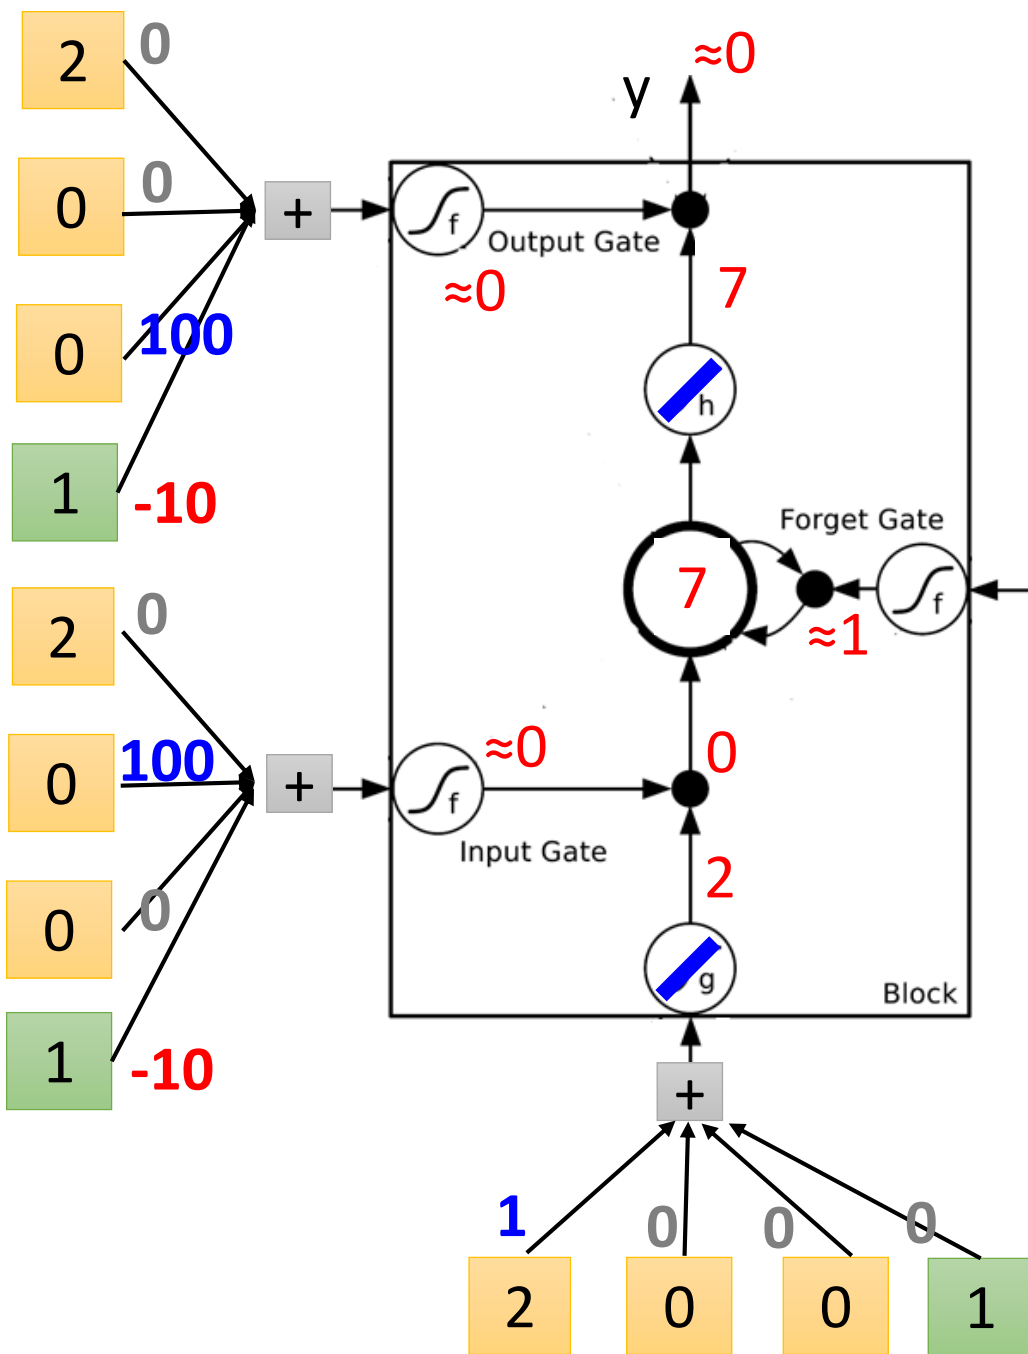 2 0
≈0
y
0 0
+
f
Output Gate
≈0
7
0 100
h
1 -10
Forget Gate
f
7
≈1
2 0
0 100
≈0
0
+
f
Input Gate
2
0 0
g
Block
1 -10
+
1 0 0 0
2 0 0 1